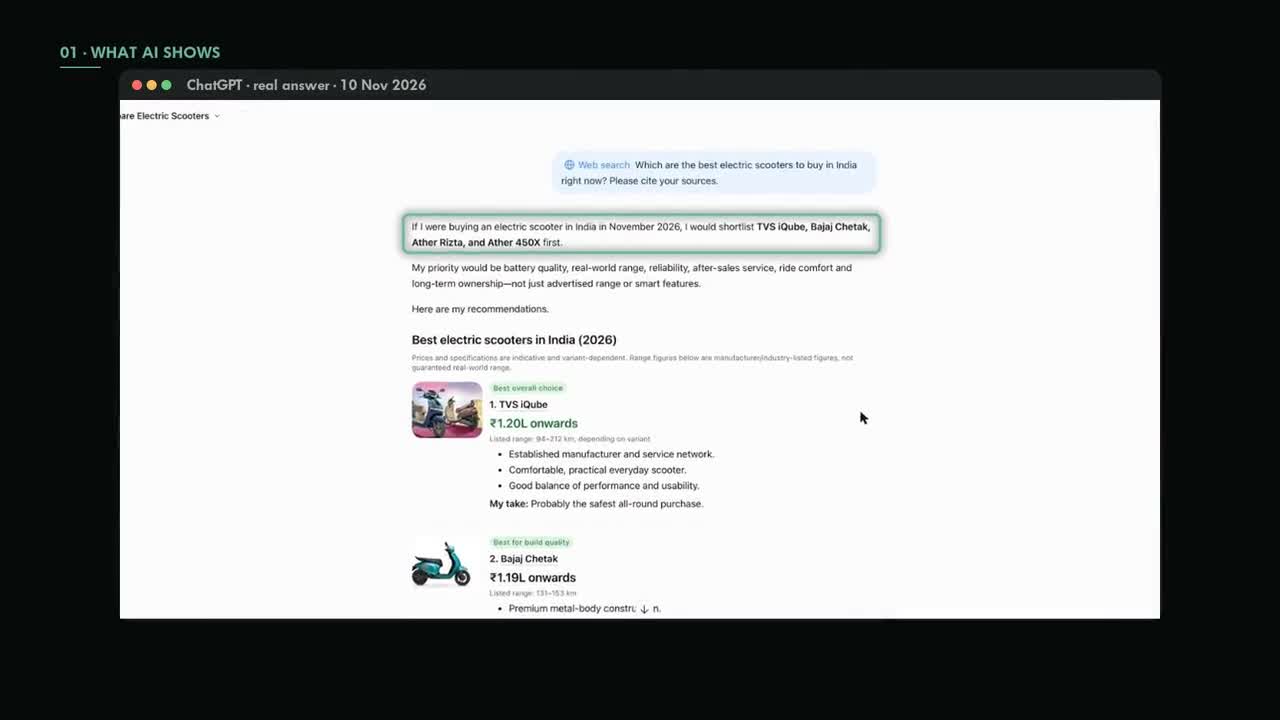 01 · WHAT AI SHOWS
ChatGPT · real answer · 10 Nov 2026
are Electric Scooters
Web search Which are the best electric scooters to buy in India
right now? Please cite your sources.
If I were buying an electric scooter in India in November 2026, I would shortlist TVS iQube, Bajaj Chetak,
Ather Rizta, and Ather 450X first.
My priority would be battery quality, real-world range, reliability, after-sales service, ride comfort and
long-term ownership—not just advertised range or smart features.
Here are my recommendations.
Best electric scooters in India (2026)
Prices and specifications are indicative and variant-dependent. Range figures below are manufacturer/industry-listed figures, not
guaranteed real-world range.
Best overall choice
1. TVS iQube
₹1.20L onwards
Listed range: 94–212 km, depending on variant
• Established manufacturer and service network.
• Comfortable, practical everyday scooter.
• Good balance of performance and usability.
My take: Probably the safest all-round purchase.
Best for build quality
2. Bajaj Chetak
₹1.19L onwards
Listed range: 131–153 km
• Premium metal-body constru n.